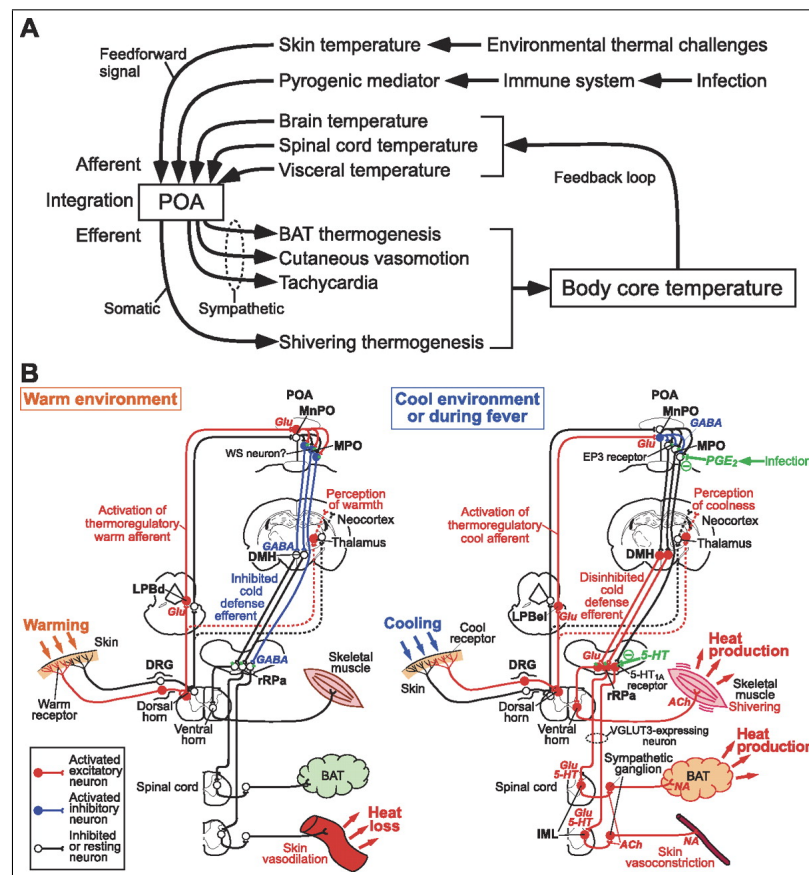 A
Feedforward
signal
Skin temperature
Environmental thermal challenges
Pyrogenic mediator
Immune system
Infection
Brain temperature
Spinal cord temperature
Visceral temperature
Feedback loop
Afferent
Integration
POA
Efferent
BAT thermogenesis
Cutaneous vasomotion
Tachycardia
Somatic
Sympathetic
Shivering thermogenesis
Body core temperature
B
Warm environment
POA
MnPO
Glu
WS neuron?
MPO
Activation of
thermoregulatory
warm afferent
Perception
of warmth
Neocortex
Thalamus
GABA
DMH
Inhibited
cold
defense
efferent
LPBd
Glu
Warming
Skin
Warm
receptor
DRG
Dorsal
horn
Ventral
horn
GABA
rRPa
Skeletal
muscle
Spinal cord
BAT
Skin
vasodilation
Heat
loss
Activated
excitatory
neuron
Activated
inhibitory
neuron
Inhibited
or resting
neuron
Cool environment
or during fever
POA
MnPO
GABA
Glu
MPO
EP3 receptor
PGE2
Infection
Activation of
thermoregulatory
cool afferent
Perception
of coolness
Neocortex
Thalamus
DMH
Disinhibited
cold
defense
efferent
LPBel
Glu
Cooling
Cool
receptor
Skin
DRG
Dorsal
horn
Ventral
horn
Glu
5-HT
5-HT1A
receptor
rRPa
Heat
production
Skeletal
muscle
Shivering
ACh
VGLUT3-expressing
neuron
Sympathetic
ganglion
Heat
production
Spinal cord
Glu
5-HT
BAT
NA
Glu
5-HT
IML
ACh
NA
Skin
vasoconstriction